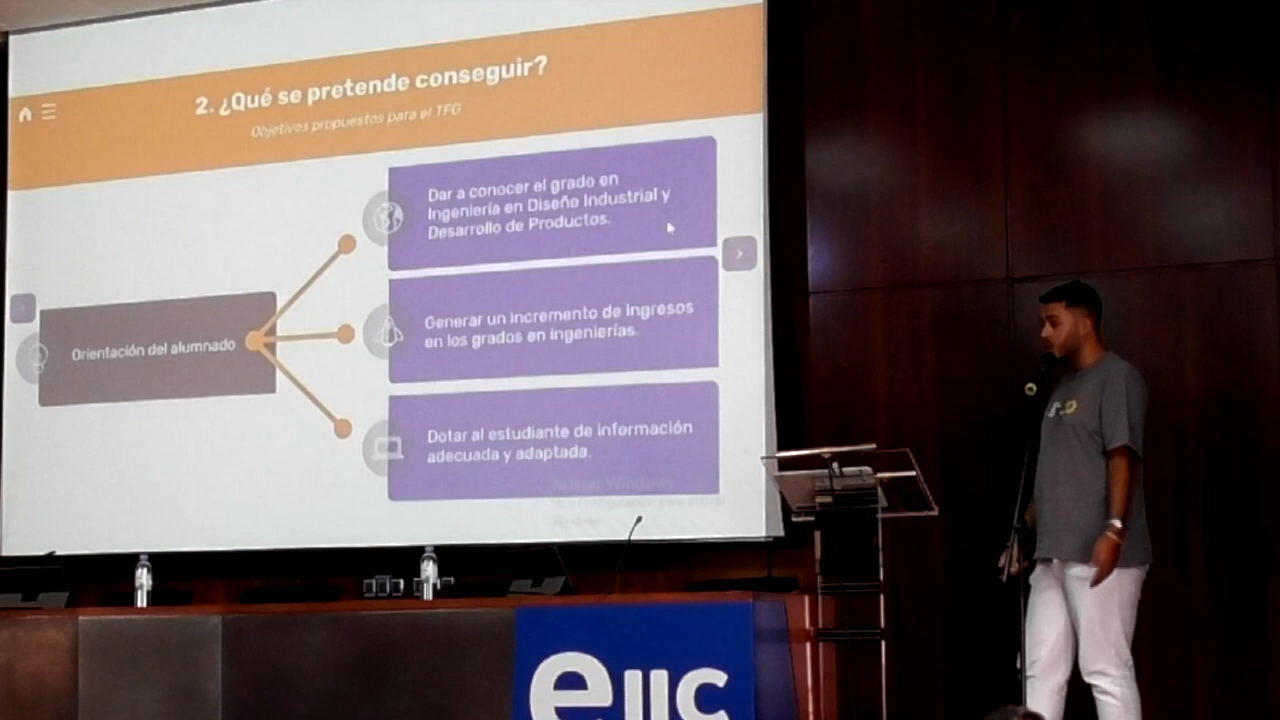 2. ¿Qué se pretende conseguir?
Objetivos propuestos para el TFG
Dar a conocer el grado en
Ingeniería en Diseño Industrial y
Desarrollo de Productos.
Orientación del alumnado
Generar un incremento de ingresos
en los grados en ingenierías.
Dotar al estudiante de información
adecuada y adaptada.
Activar Windows
eiic